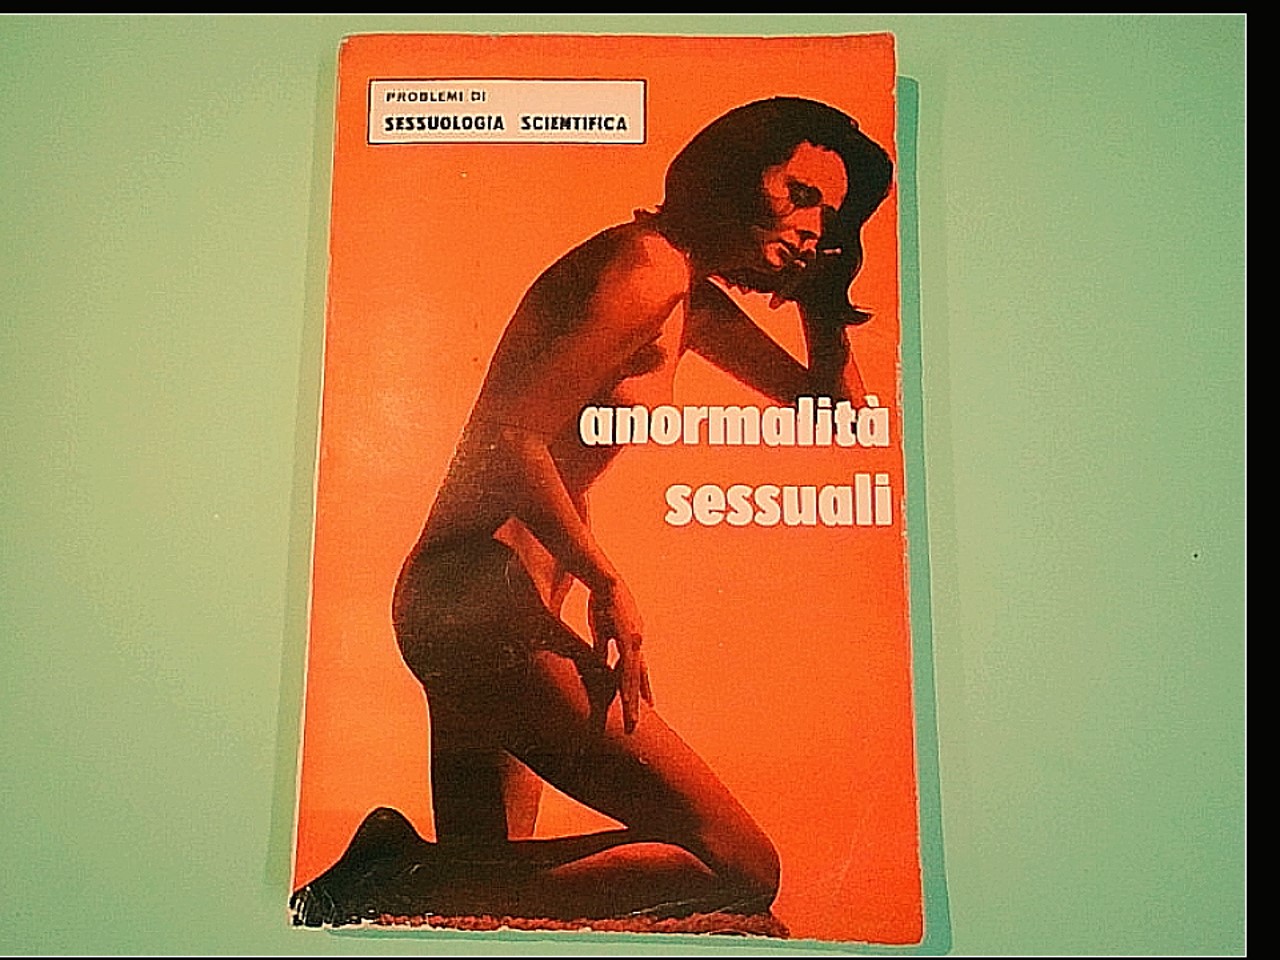 PROBLEMI DI
SESSUOLOGIA SCIENTIFICA
anormalità
sessuali